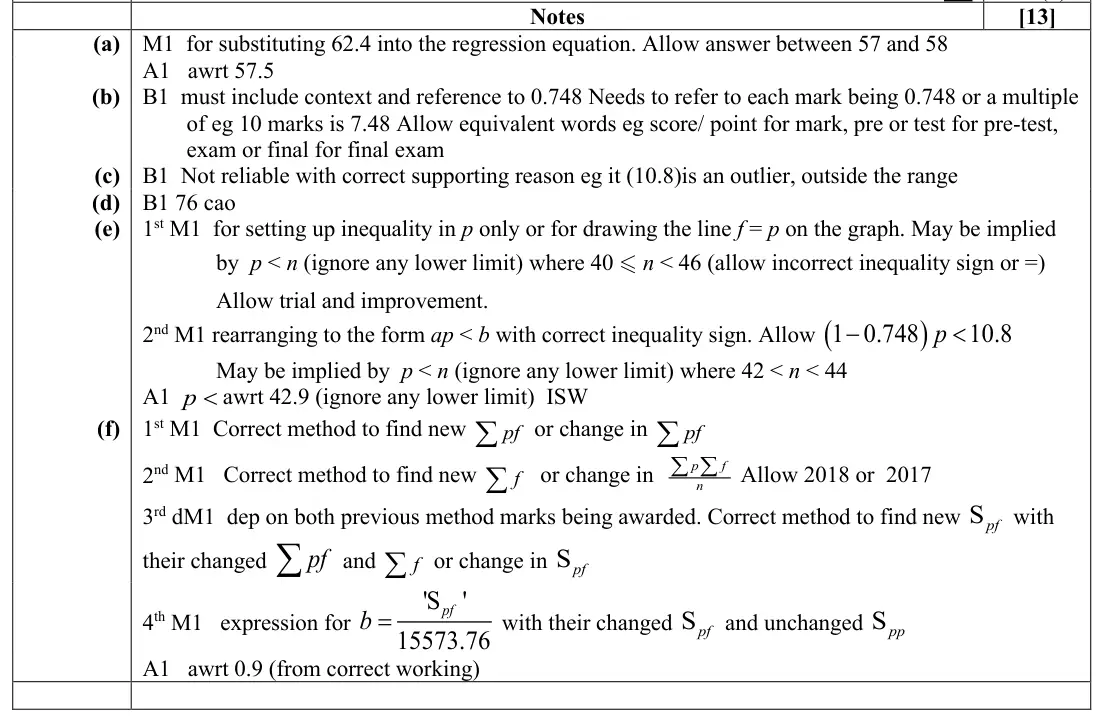 Notes [13]
(a) M1 for substituting 62.4 into the regression equation. Allow answer between 57 and 58
A1 awrt 57.5
(b) B1 must include context and reference to 0.748 Needs to refer to each mark being 0.748 or a multiple
of eg 10 marks is 7.48 Allow equivalent words eg score/ point for mark, pre or test for pre-test,
exam or final for final exam
(c) B1 Not reliable with correct supporting reason eg it (10.8)is an outlier, outside the range
(d) B1 76 cao
(e) 1st M1 for setting up inequality in p only or for drawing the line f = p on the graph. May be implied
by p < n (ignore any lower limit) where 40 ⩽ n < 46 (allow incorrect inequality sign or =)
Allow trial and improvement.
2nd M1 rearranging to the form ap < b with correct inequality sign. Allow (1−0.748) p <10.8
May be implied by p < n (ignore any lower limit) where 42 < n < 44
A1 p < awrt 42.9 (ignore any lower limit) ISW
(f) 1st M1 Correct method to find new ∑pf or change in ∑pf
2nd M1 Correct method to find new ∑f or change in ∑p∑f/n Allow 2018 or 2017
3rd dM1 dep on both previous method marks being awarded. Correct method to find new S_pf with
their changed ∑pf and ∑f or change in S_pf
4th M1 expression for b = 'S_pf'/15573.76 with their changed S_pf and unchanged S_pp
A1 awrt 0.9 (from correct working)